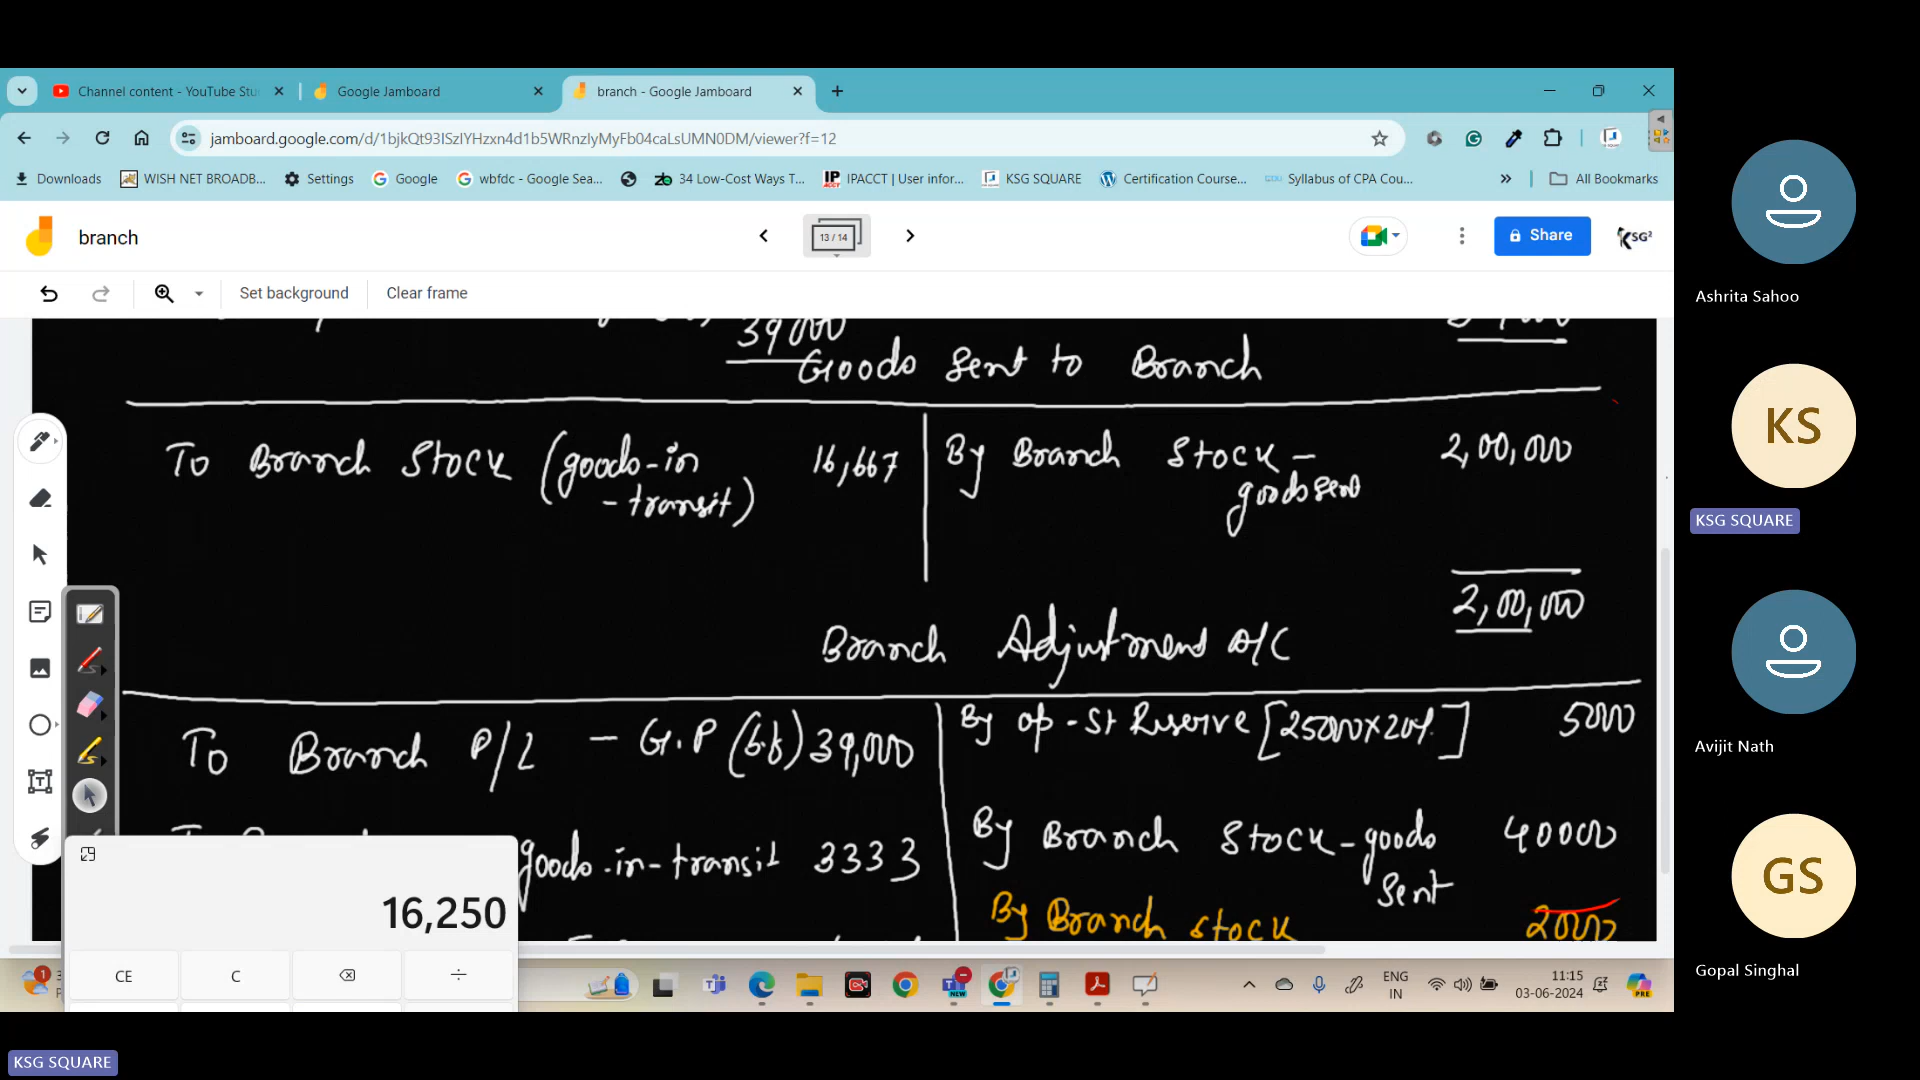 Channel content - YouTube Stu
Google Jamboard
branch - Google Jamboard
jamboard.google.com/d/1bjkQt93ISzIYHzxn4d1b5WRnzIyMyFb04caLsUMN0DM/viewer?f=12
Downloads
WISH NET BROADB...
Settings
Google
wbfdc - Google Sea...
34 Low-Cost Ways T...
IPACCT | User infor...
KSG SQUARE
Certification Course...
Syllabus of CPA Cou...
All Bookmarks
branch
13 / 14
Share
KSG²
Set background
Clear frame
39000
Goods Sent to Branch
To Branch Stock (goods-in
-transit) 16,667
By Branch Stock -
goods sent 2,00,000
2,00,000
Branch Adjustment A/C
To Branch P/L - G.P (b.f) 39,000
By op-St Reserve [25000x20%] 5000
goods-in-transit 3333
By Branch Stock-goods
Sent 40000
By Branch stock 2000
16,250
CE
C
ENG
IN
11:15
03-06-2024
Ashrita Sahoo
KS
KSG SQUARE
Avijit Nath
GS
Gopal Singhal
KSG SQUARE